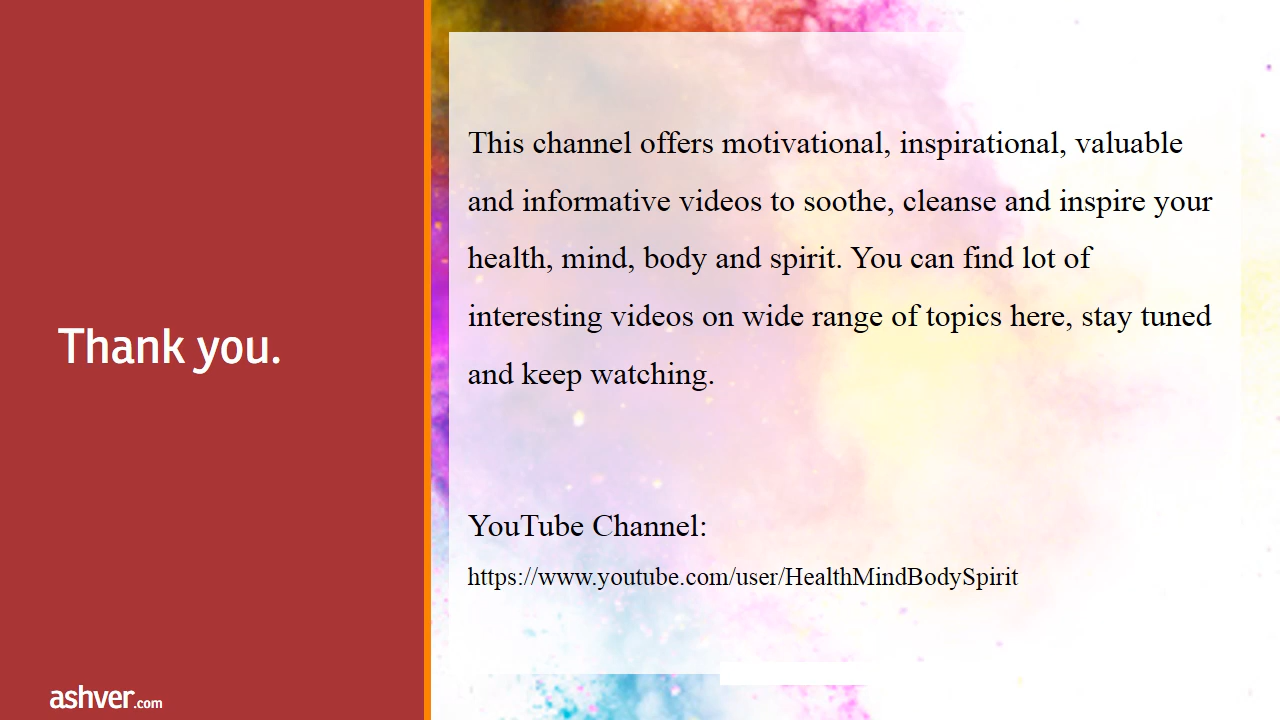 Thank you.
ashver.com
This channel offers motivational, inspirational, valuable
and informative videos to soothe, cleanse and inspire your
health, mind, body and spirit. You can find lot of
interesting videos on wide range of topics here, stay tuned
and keep watching.
YouTube Channel:
https://www.youtube.com/user/HealthMindBodySpirit